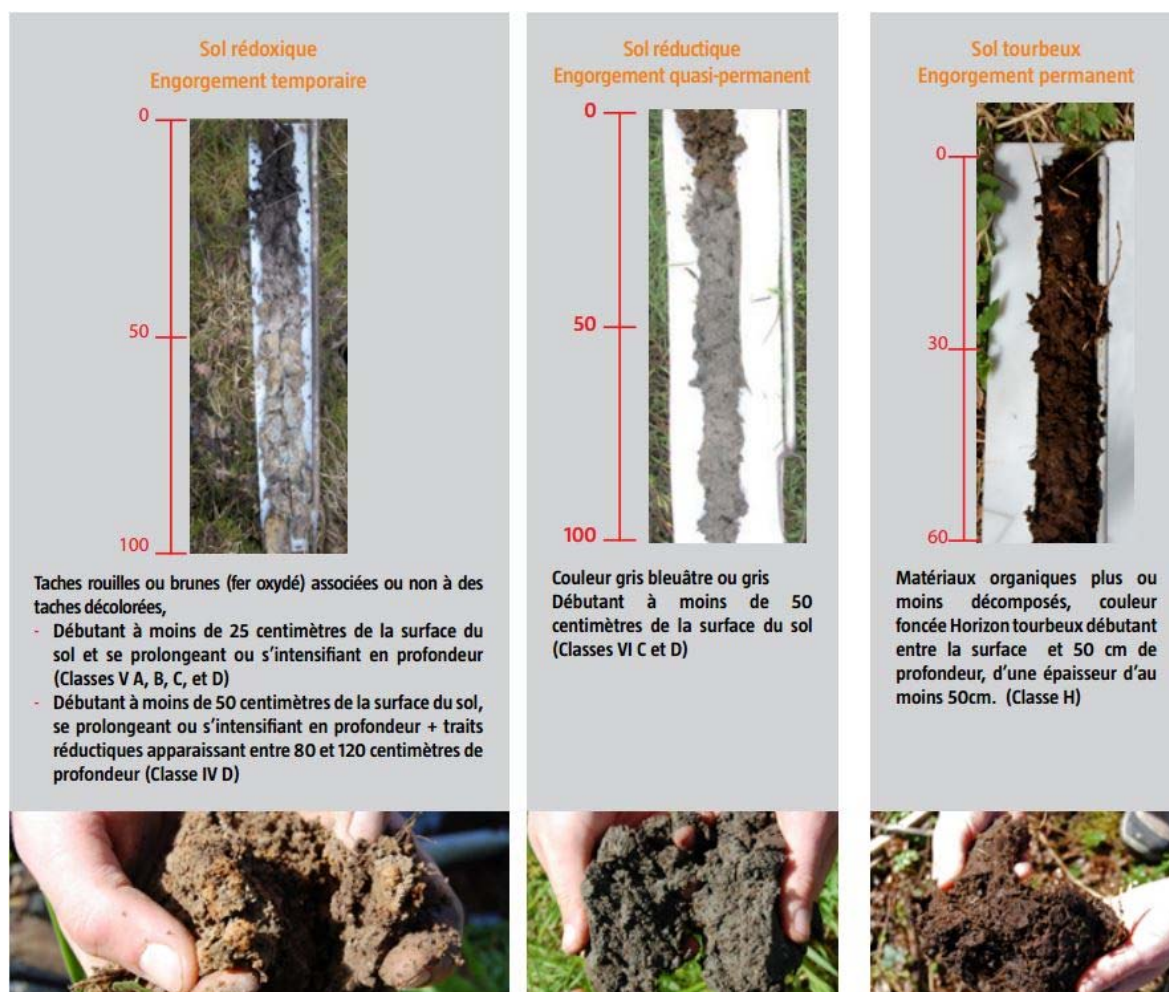 Sol rédoxique
Engorgement temporaire
0
50
100
Taches rouilles ou brunes (fer oxydé) associées ou non à des
taches décolorées,
- Débutant à moins de 25 centimètres de la surface du
sol et se prolongeant ou s'intensifiant en profondeur
(Classes V A, B, C, et D)
- Débutant à moins de 50 centimètres de la surface du sol,
se prolongeant ou s'intensifiant en profondeur + traits
réductiques apparaissant entre 80 et 120 centimètres de
profondeur (Classe IV D)
Sol réductique
Engorgement quasi-permanent
0
50
100
Couleur gris bleuâtre ou gris
Débutant à moins de 50
centimètres de la surface du sol
(Classes VI C et D)
Sol tourbeux
Engorgement permanent
0
30
60
Matériaux organiques plus ou
moins décomposés, couleur
foncée Horizon tourbeux débutant
entre la surface et 50 cm de
profondeur, d'une épaisseur d'au
moins 50cm. (Classe H)